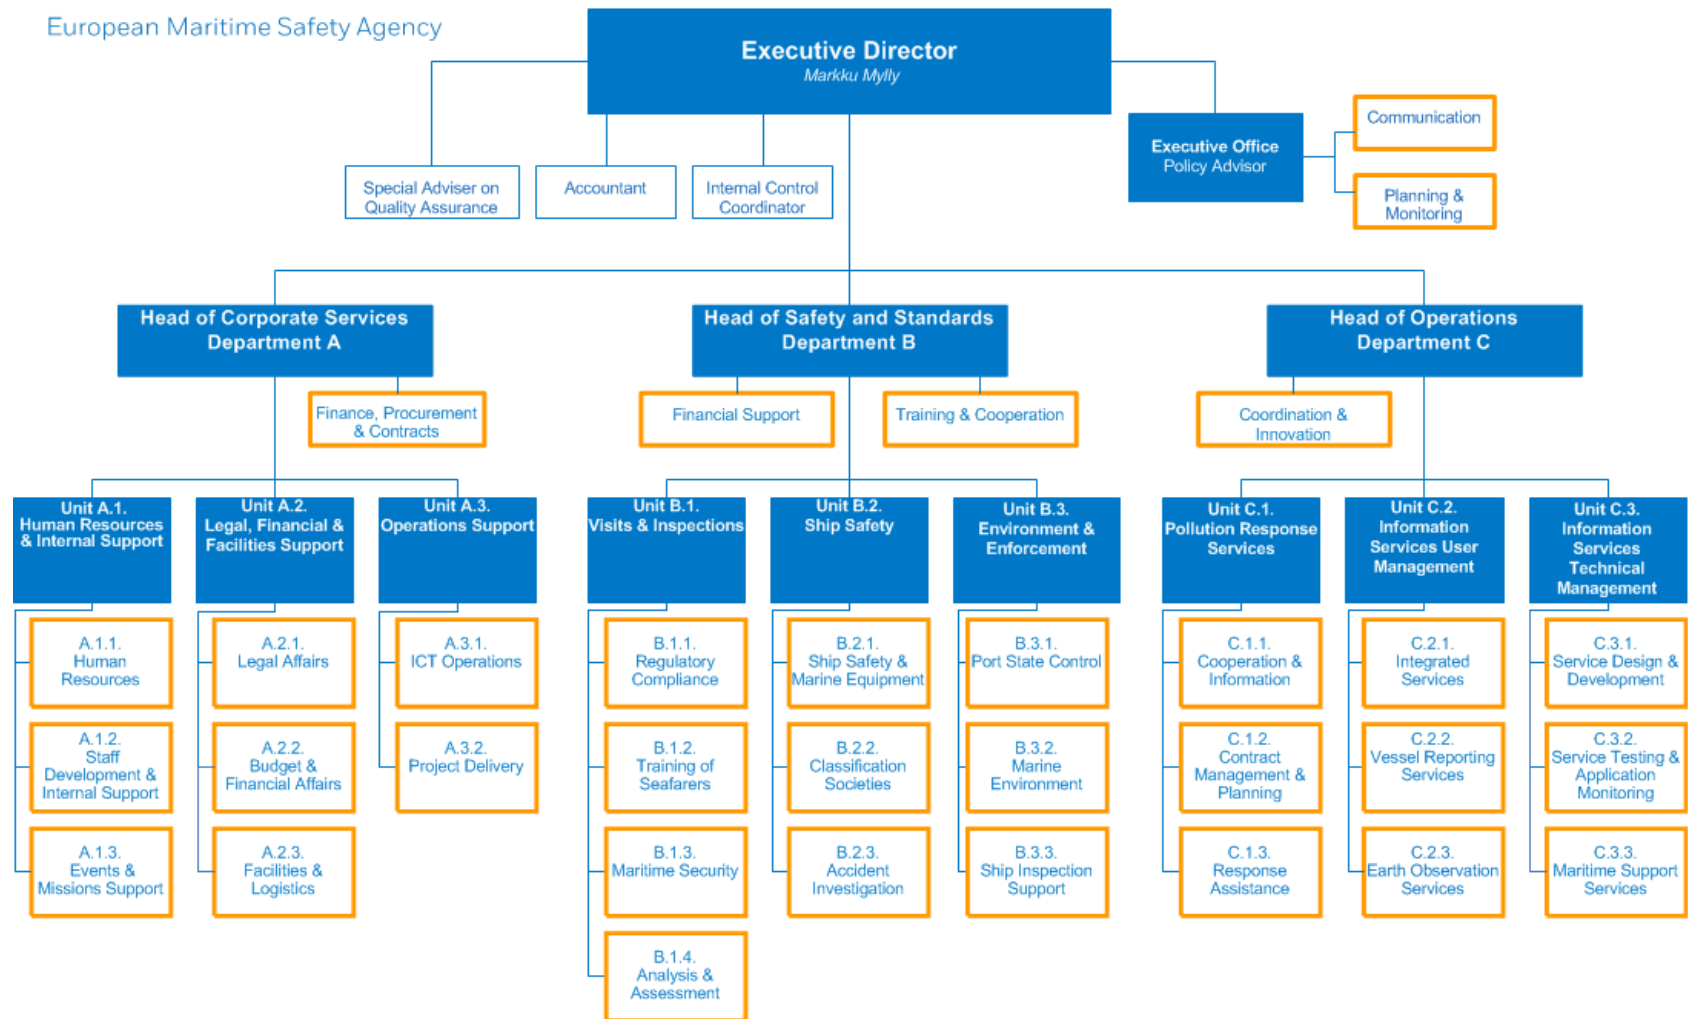 European Maritime Safety Agency
Executive Director
Markku Mylly
Communication
Executive Office
Policy Advisor
Planning &
Monitoring
Special Adviser on
Quality Assurance
Accountant
Internal Control
Coordinator
Head of Corporate Services
Department A
Head of Safety and Standards
Department B
Head of Operations
Department C
Finance, Procurement
& Contracts
Financial Support
Training & Cooperation
Coordination &
Innovation
Unit A.1.
Human Resources
& Internal Support
Unit A.2.
Legal, Financial &
Facilities Support
Unit A.3.
Operations Support
Unit B.1.
Visits & Inspections
Unit B.2.
Ship Safety
Unit B.3.
Environment &
Enforcement
Unit C.1.
Pollution Response
Services
Unit C.2.
Information
Services User
Management
Unit C.3.
Information
Services
Technical
Management
A.1.1.
Human
Resources
A.2.1.
Legal Affairs
A.3.1.
ICT Operations
B.1.1.
Regulatory
Compliance
B.2.1.
Ship Safety &
Marine Equipment
B.3.1.
Port State Control
C.1.1.
Cooperation &
Information
C.2.1.
Integrated
Services
C.3.1.
Service Design &
Development
A.1.2.
Staff
Development &
Internal Support
A.2.2.
Budget &
Financial Affairs
A.3.2.
Project Delivery
B.1.2.
Training of
Seafarers
B.2.2.
Classification
Societies
B.3.2.
Marine
Environment
C.1.2.
Contract
Management &
Planning
C.2.2.
Vessel Reporting
Services
C.3.2.
Service Testing &
Application
Monitoring
A.1.3.
Events &
Missions Support
A.2.3.
Facilities &
Logistics
B.1.3.
Maritime Security
B.2.3.
Accident
Investigation
B.3.3.
Ship Inspection
Support
C.1.3.
Response
Assistance
C.2.3.
Earth Observation
Services
C.3.3.
Maritime Support
Services
B.1.4.
Analysis &
Assessment